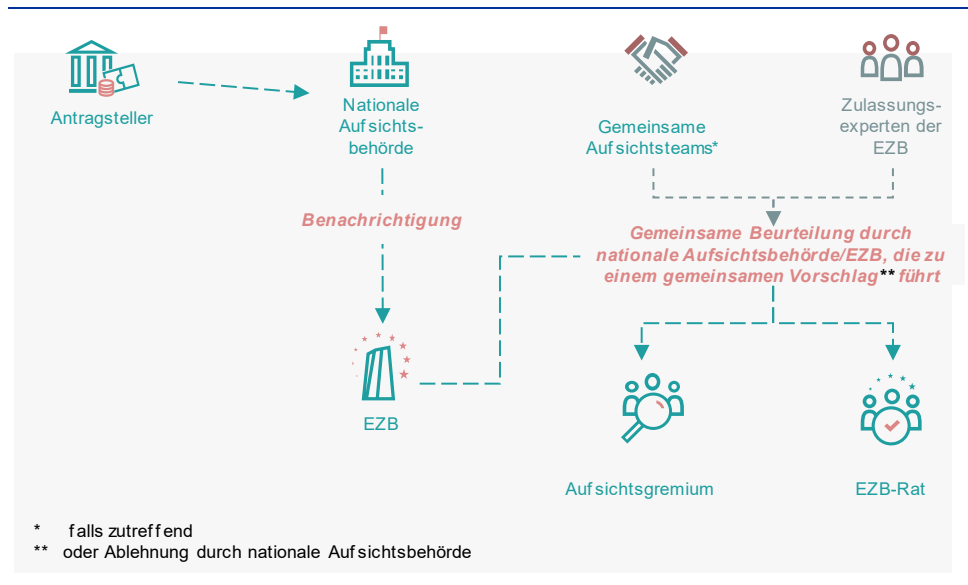 Antragsteller
Nationale
Aufsichts-
behörde
Gemeinsame
Aufsichtsteams*
Zulassungs-
experten der
EZB
Benachrichtigung
Gemeinsame Beurteilung durch
nationale Aufsichtsbehörde/EZB, die zu
einem gemeinsamen Vorschlag** führt
EZB
Aufsichtsgremium
EZB-Rat
* falls zutreffend
** oder Ablehnung durch nationale Aufsichtsbehörde